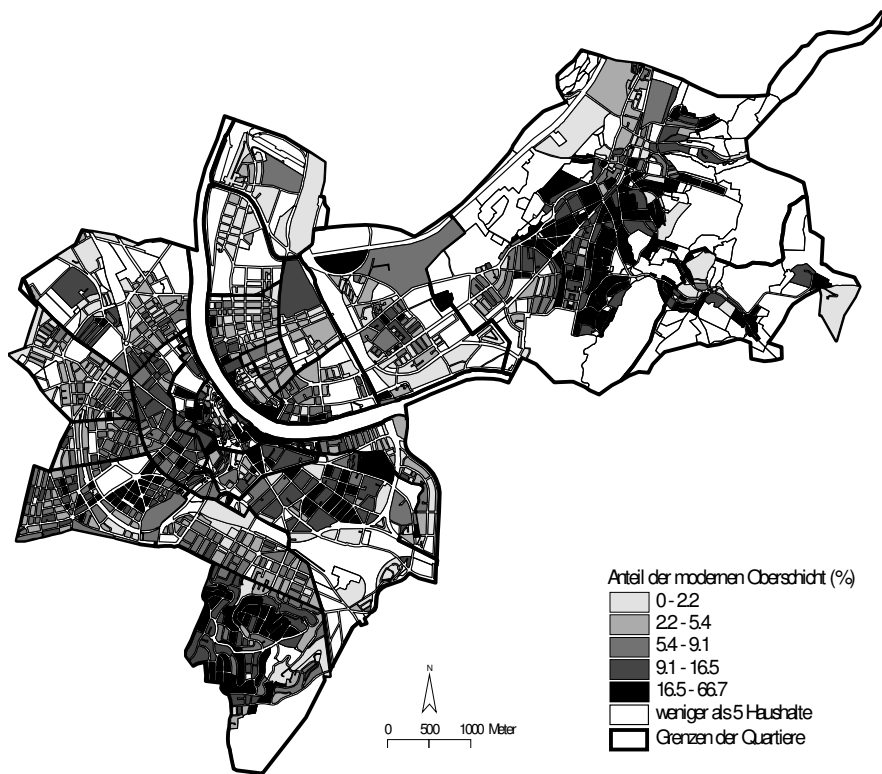 Anteil der modernen Oberschicht (%)
0 - 2.2
2.2 - 5.4
5.4 - 9.1
9.1 - 16.5
16.5 - 66.7
weniger als 5 Haushalte
Grenzen der Quartiere
N
0 500 1000 Meter